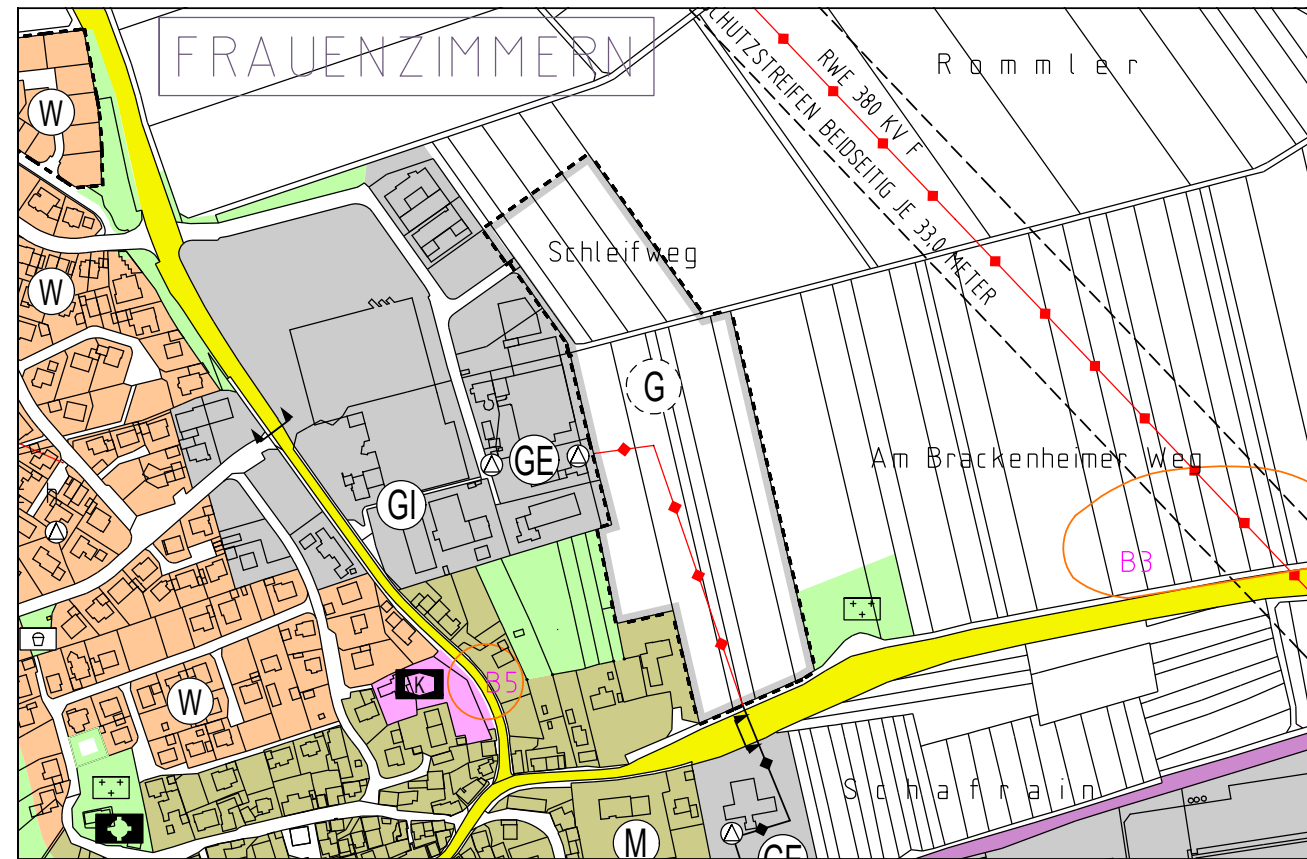 FRAUENZIMMERN
SCHUTZSTREIFEN BEIDSEITIG JE 33,0 METER
RWE 380 KV F
Rommler
W
Schleifweg
W
G
Am Brackenheimer Weg
GE
GI
B3
K
B5
W
Schafrain
M
GE